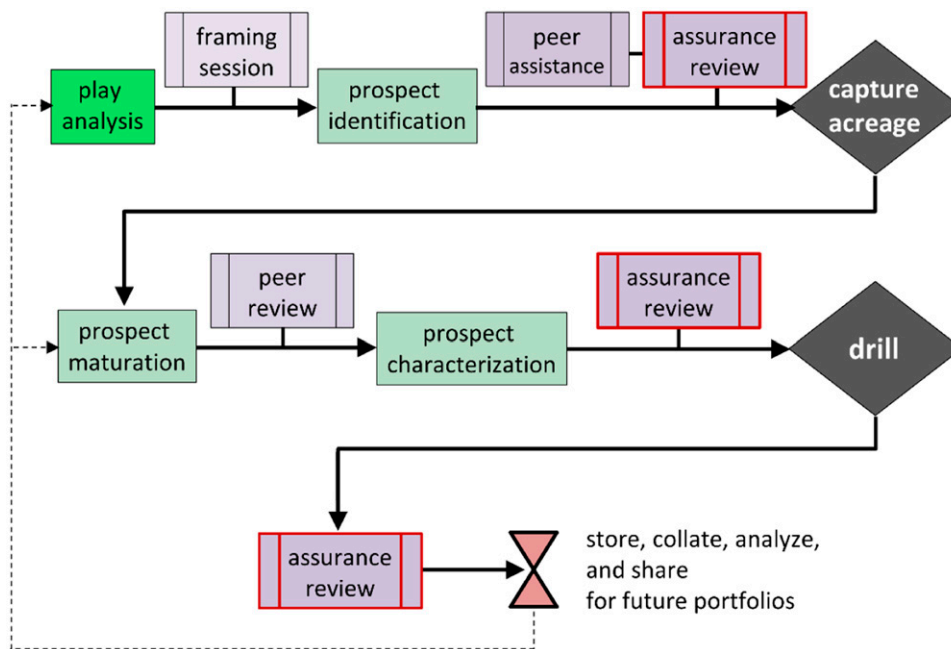 framing
session
peer
assistance
assurance
review
play
analysis
prospect
identification
capture
acreage
peer
review
assurance
review
prospect
maturation
prospect
characterization
drill
assurance
review
store, collate, analyze,
and share
for future portfolios